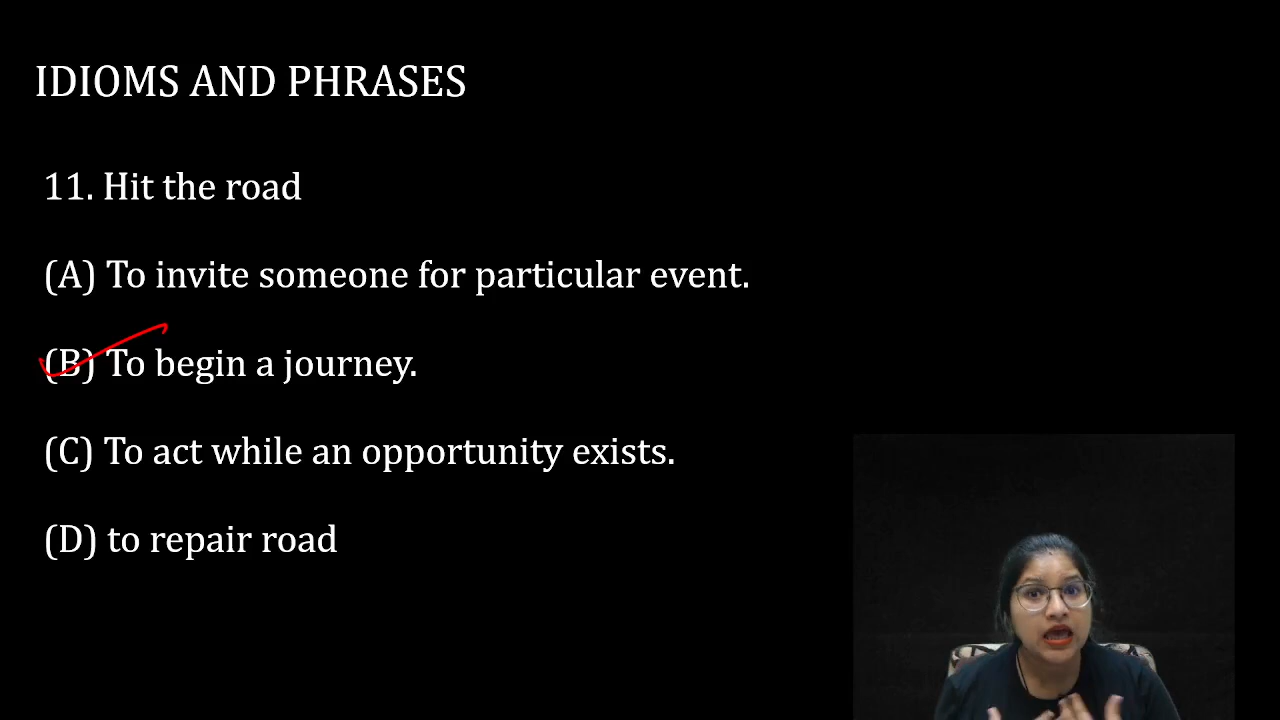 IDIOMS AND PHRASES
11. Hit the road
(A) To invite someone for particular event.
(B) To begin a journey.
(C) To act while an opportunity exists.
(D) to repair road